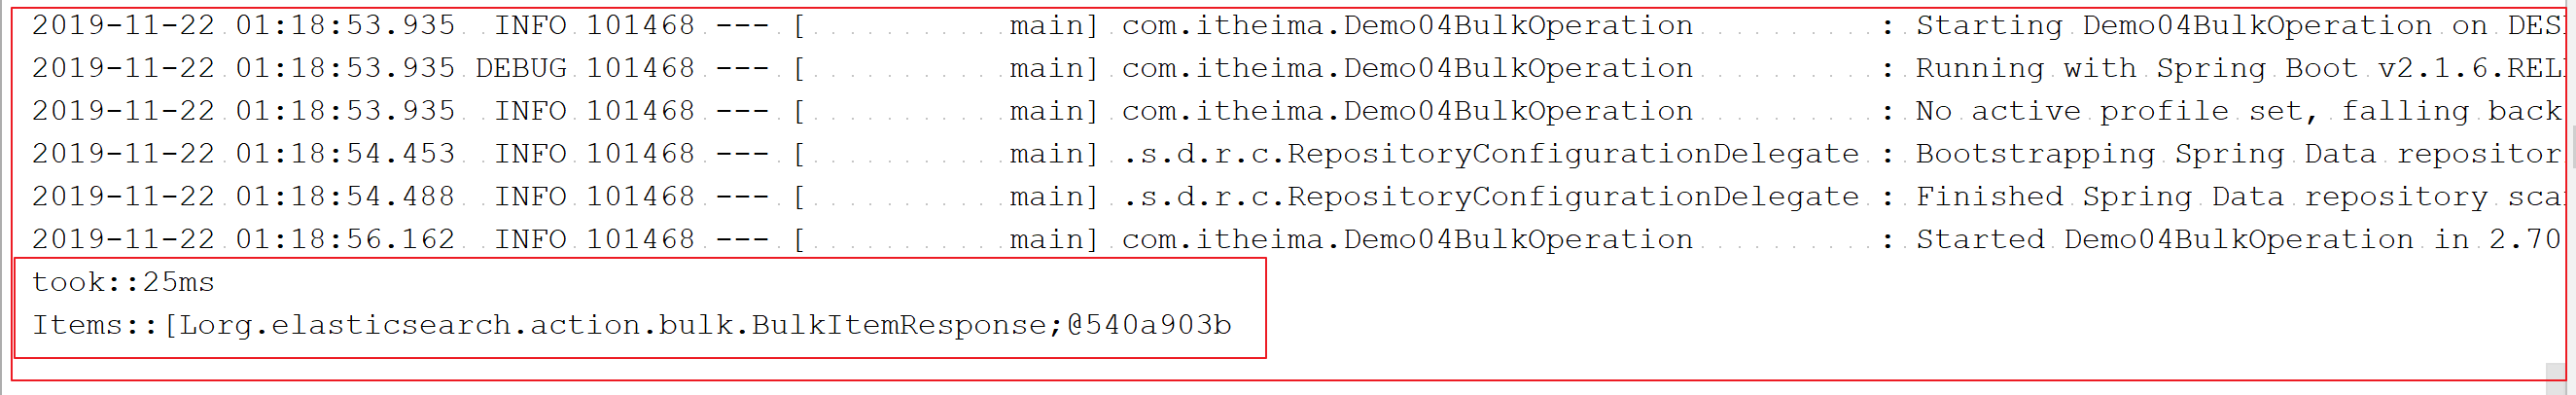 2019-11-22 01:18:53.935  INFO 101468 --- [           main] com.itheima.Demo04BulkOperation          : Starting Demo04BulkOperation on DES
2019-11-22 01:18:53.935 DEBUG 101468 --- [           main] com.itheima.Demo04BulkOperation          : Running with Spring Boot v2.1.6.REL
2019-11-22 01:18:53.935  INFO 101468 --- [           main] com.itheima.Demo04BulkOperation          : No active profile set, falling back
2019-11-22 01:18:54.453  INFO 101468 --- [           main] .s.d.r.c.RepositoryConfigurationDelegate : Bootstrapping Spring Data repositor
2019-11-22 01:18:54.488  INFO 101468 --- [           main] .s.d.r.c.RepositoryConfigurationDelegate : Finished Spring Data repository sca
2019-11-22 01:18:56.162  INFO 101468 --- [           main] com.itheima.Demo04BulkOperation          : Started Demo04BulkOperation in 2.70
took::25ms
Items::[Lorg.elasticsearch.action.bulk.BulkItemResponse;@540a903b